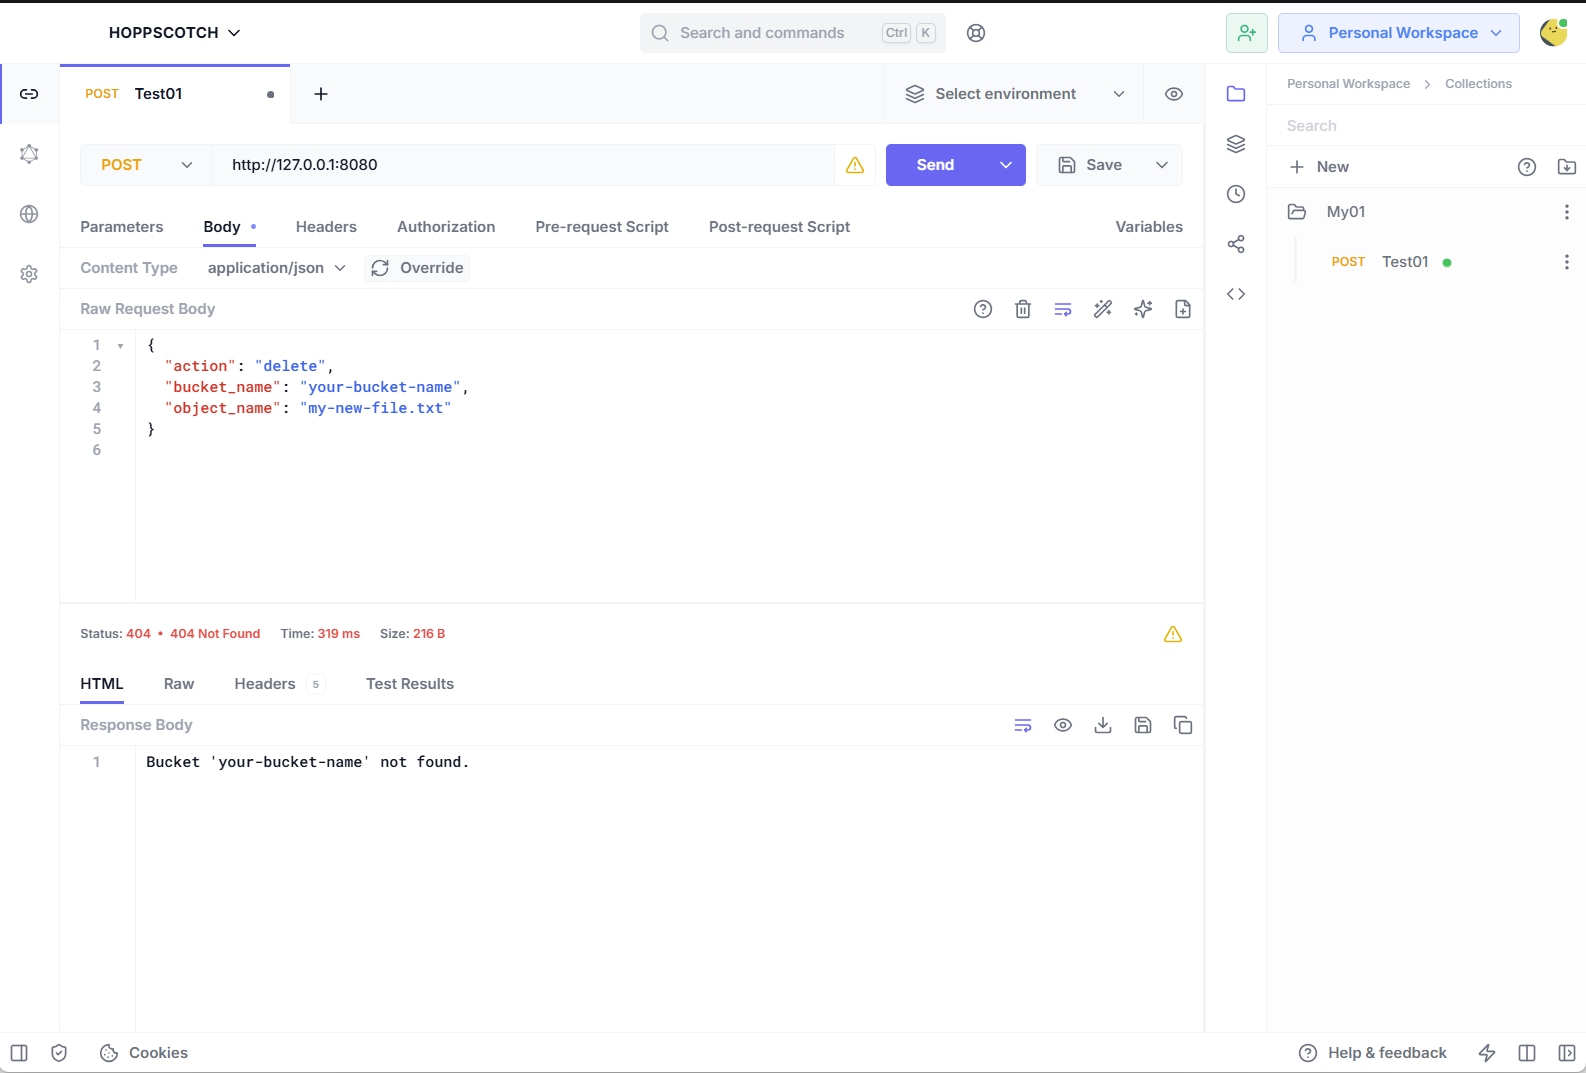 HOPPSCOTCH
Search and commands Ctrl K
Personal Workspace
POST Test01
Select environment
Personal Workspace > Collections
POST http://127.0.0.1:8080 Send Save
Search
New
Parameters Body Headers Authorization Pre-request Script Post-request Script Variables
My01
Content Type application/json Override
POST Test01
Raw Request Body
1 {
2 "action": "delete",
3 "bucket_name": "your-bucket-name",
4 "object_name": "my-new-file.txt"
5 }
6
Status: 404 • 404 Not Found Time: 319 ms Size: 216 B
HTML Raw Headers 5 Test Results
Response Body
1 Bucket 'your-bucket-name' not found.
Cookies
Help & feedback